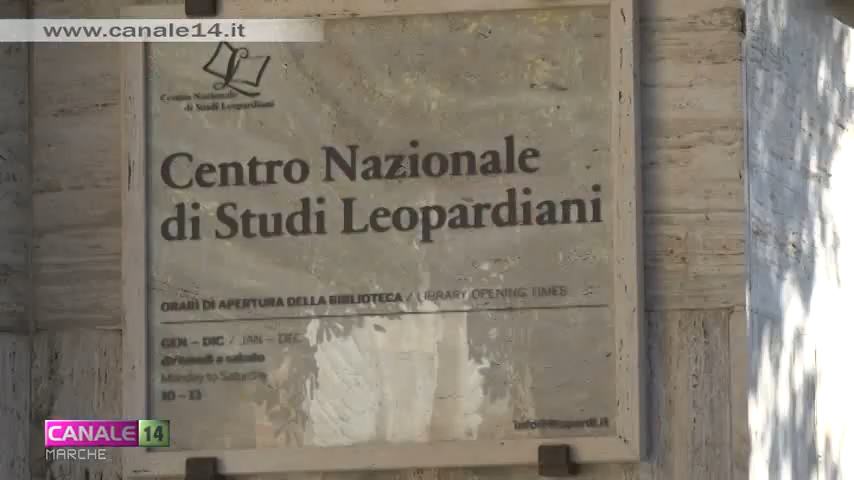 www.canale14.it
Centro Nazionale
di Studi Leopardiani
Centro Nazionale
di Studi Leopardiani
ORARI DI APERTURA DELLA BIBLIOTECA / LIBRARY OPENING TIMES
GEN – DIC / JAN – DEC
da lunedì a sabato
Monday to Saturday
10 – 13
CANALE 14
MARCHE